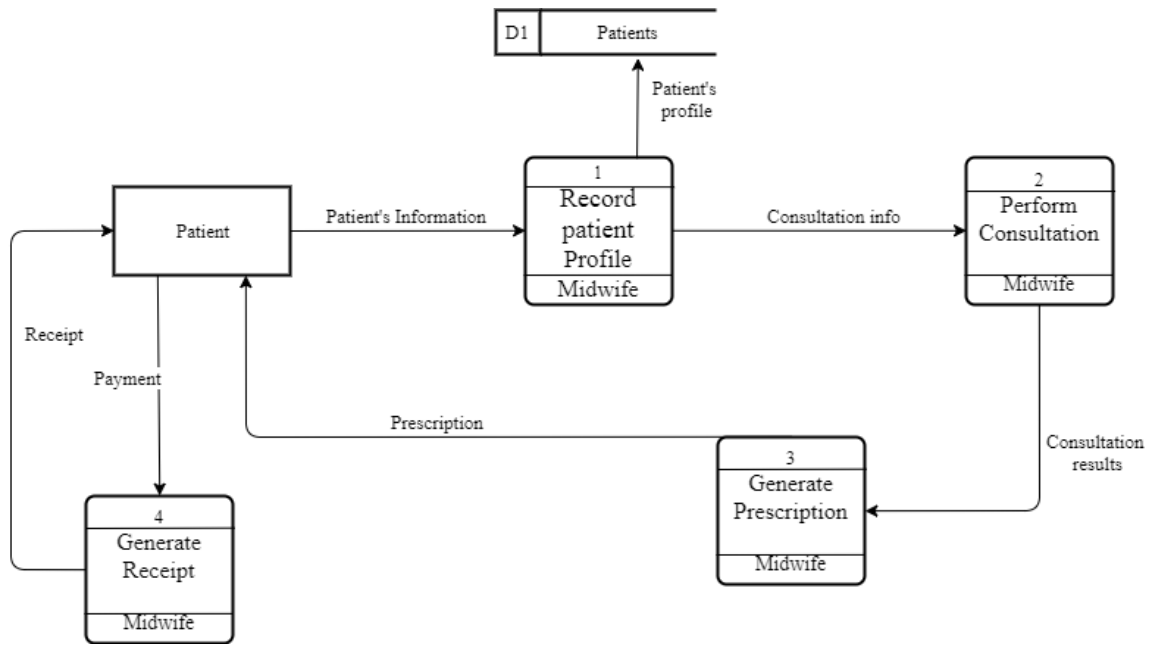 D1
Patients
Patient's
profile
1
Record
patient
Profile
Midwife
2
Perform
Consultation
Midwife
Patient
Patient's Information
Consultation info
Receipt
Payment
Prescription
Consultation
results
3
Generate
Prescription
Midwife
4
Generate
Receipt
Midwife